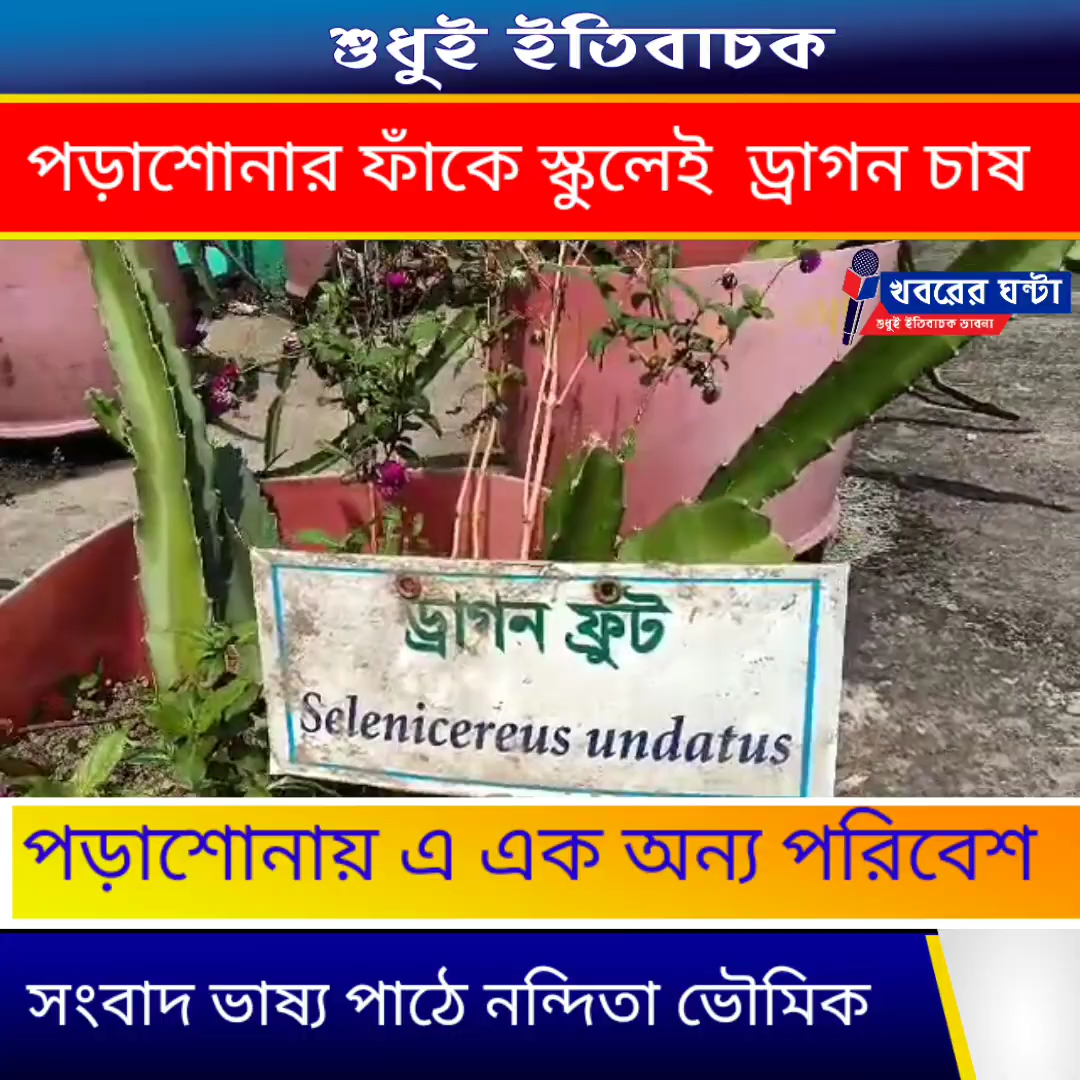 শুধুই ইতিবাচক
পড়াশোনার ফাঁকে স্কুলেই ড্রাগন চাষ
খবরের ঘন্টা
শুধুই ইতিবাচক ভাবনা
ড্রাগন ফ্রুট
Selenicereus undatus
পড়াশোনায় এ এক অন্য পরিবেশ
সংবাদ ভাষ্য পাঠে নন্দিতা ভৌমিক